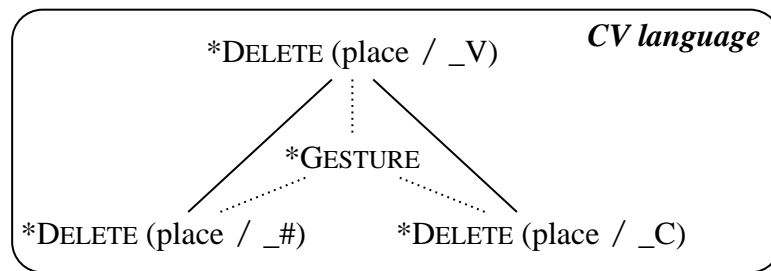 CV language
*DELETE (place / _V)
*GESTURE
*DELETE (place / _#) *DELETE (place / _C)